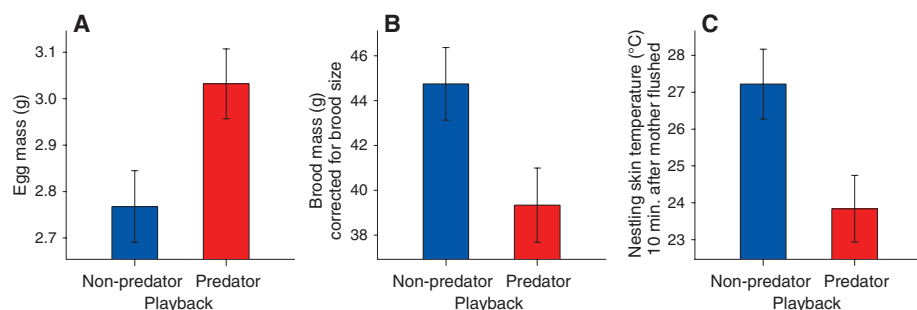 A
Egg mass (g)
3.1
3.0
2.9
2.8
2.7
Non-predator Predator
Playback
B
Brood mass (g)
corrected for brood size
46
44
42
40
38
Non-predator Predator
Playback
C
Nestling skin temperature (°C)
10 min. after mother flushed
28
27
26
25
24
23
Non-predator Predator
Playback